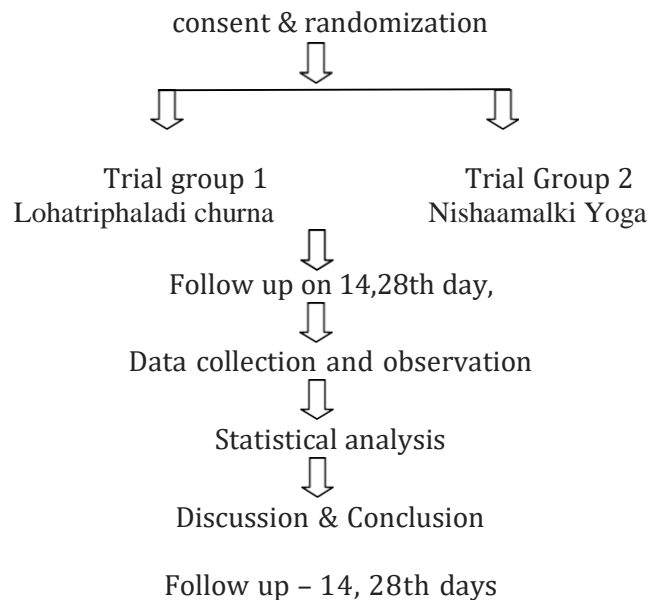 consent & randomization
Trial group 1
Lohatriphaladi churna
Trial Group 2
Nishaamalki Yoga
Follow up on 14,28th day,
Data collection and observation
Statistical analysis
Discussion & Conclusion
Follow up – 14, 28th days